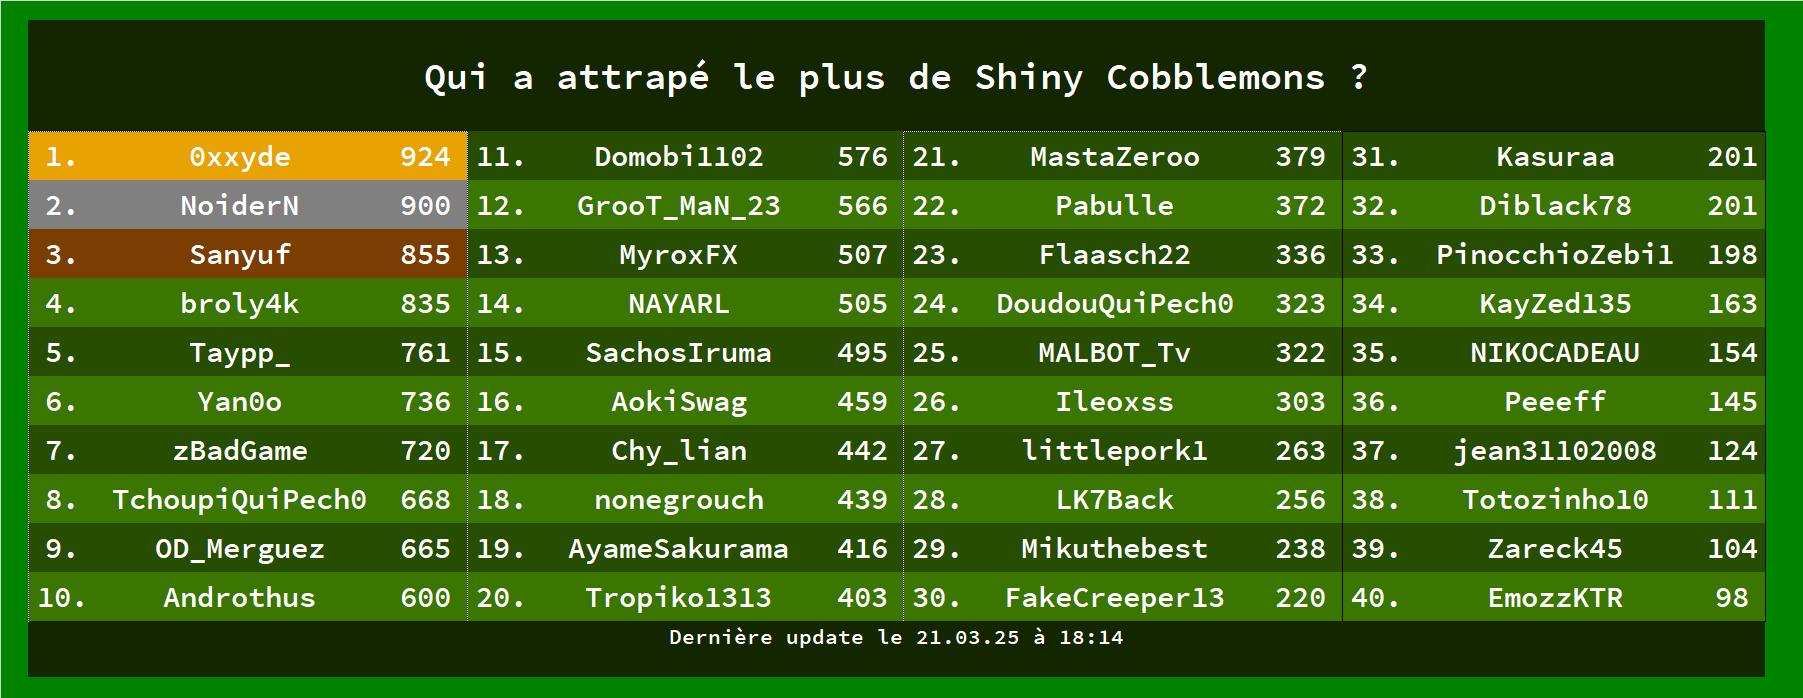 Qui a attrapé le plus de Shiny Cobblemons ?
1. 0xxyde 924 11. Domobi1102 576 21. MastaZeroo 379 31. Kasuraa 201
2. NoiderN 900 12. GrooT_MaN_23 566 22. Pabulle 372 32. Diblack78 201
3. Sanyuf 855 13. MyroxFX 507 23. Flaasch22 336 33. PinocchioZebi1 198
4. broly4k 835 14. NAYARL 505 24. DoudouQuiPech0 323 34. KayZed135 163
5. Taypp_ 761 15. SachosIruma 495 25. MALBOT_Tv 322 35. NIKOCADEAU 154
6. Yan0o 736 16. AokiSwag 459 26. Ileoxss 303 36. Peeeff 145
7. zBadGame 720 17. Chy_lian 442 27. littlepork1 263 37. jean31102008 124
8. TchoupiQuiPech0 668 18. nonegrouch 439 28. LK7Back 256 38. Totozinho10 111
9. OD_Merguez 665 19. AyameSakurama 416 29. Mikuthebest 238 39. Zareck45 104
10. Androthus 600 20. Tropiko1313 403 30. FakeCreeper13 220 40. EmozzKTR 98
Dernière update le 21.03.25 à 18:14